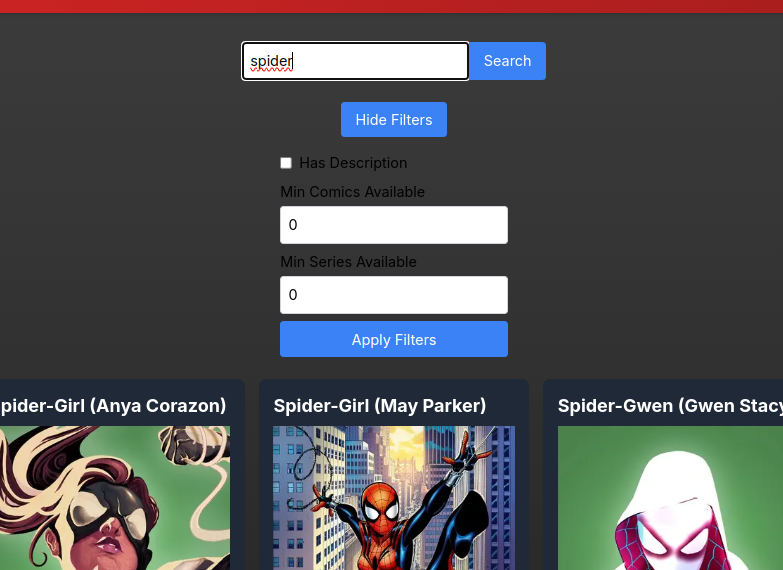 spider
Search
Hide Filters
Has Description
Min Comics Available
0
Min Series Available
0
Apply Filters
pider-Girl (Anya Corazon)
Spider-Girl (May Parker)
Spider-Gwen (Gwen Stacy